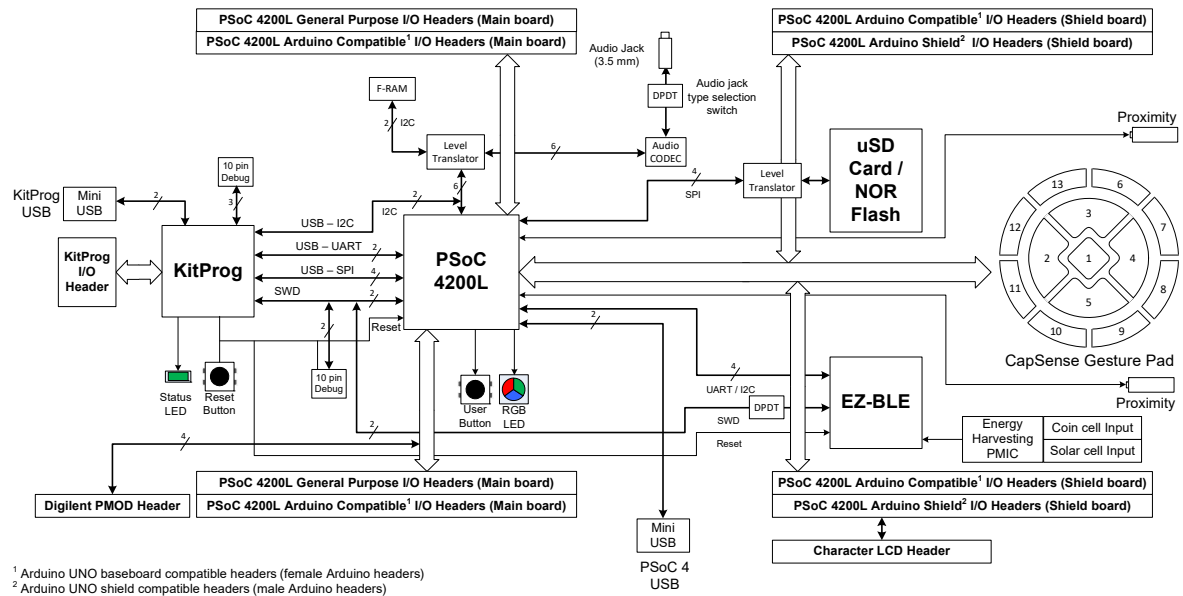 PSoC 4200L General Purpose I/O Headers (Main board)
PSoC 4200L Arduino Compatible¹ I/O Headers (Main board)
PSoC 4200L Arduino Compatible¹ I/O Headers (Shield board)
PSoC 4200L Arduino Shield² I/O Headers (Shield board)
Audio Jack
(3.5 mm)
DPDT
Audio jack
type selection
switch
F-RAM
2
I2C
Level
Translator
6
Audio
CODEC
6
4
SPI
Level
Translator
uSD
Card /
NOR
Flash
Proximity
10 pin
Debug
3
KitProg
USB
Mini
USB
2
KitProg
I/O
Header
KitProg
USB – I2C
2
I2C
USB – UART
2
USB – SPI
4
SWD
2
PSoC
4200L
2
Reset
10 pin
Debug
Status
LED
Reset
Button
User
Button
RGB
LED
2
4
UART / I2C
DPDT
SWD
Reset
EZ-BLE
2
4
13
6
12
3
7
2
1
4
11
5
8
10
9
CapSense Gesture Pad
Proximity
Energy
Harvesting
PMIC
Coin cell Input
Solar cell Input
Digilent PMOD Header
PSoC 4200L General Purpose I/O Headers (Main board)
PSoC 4200L Arduino Compatible¹ I/O Headers (Main board)
Mini
USB
PSoC 4
USB
PSoC 4200L Arduino Compatible¹ I/O Headers (Shield board)
PSoC 4200L Arduino Shield² I/O Headers (Shield board)
Character LCD Header
¹ Arduino UNO baseboard compatible headers (female Arduino headers)
² Arduino UNO shield compatible headers (male Arduino headers)